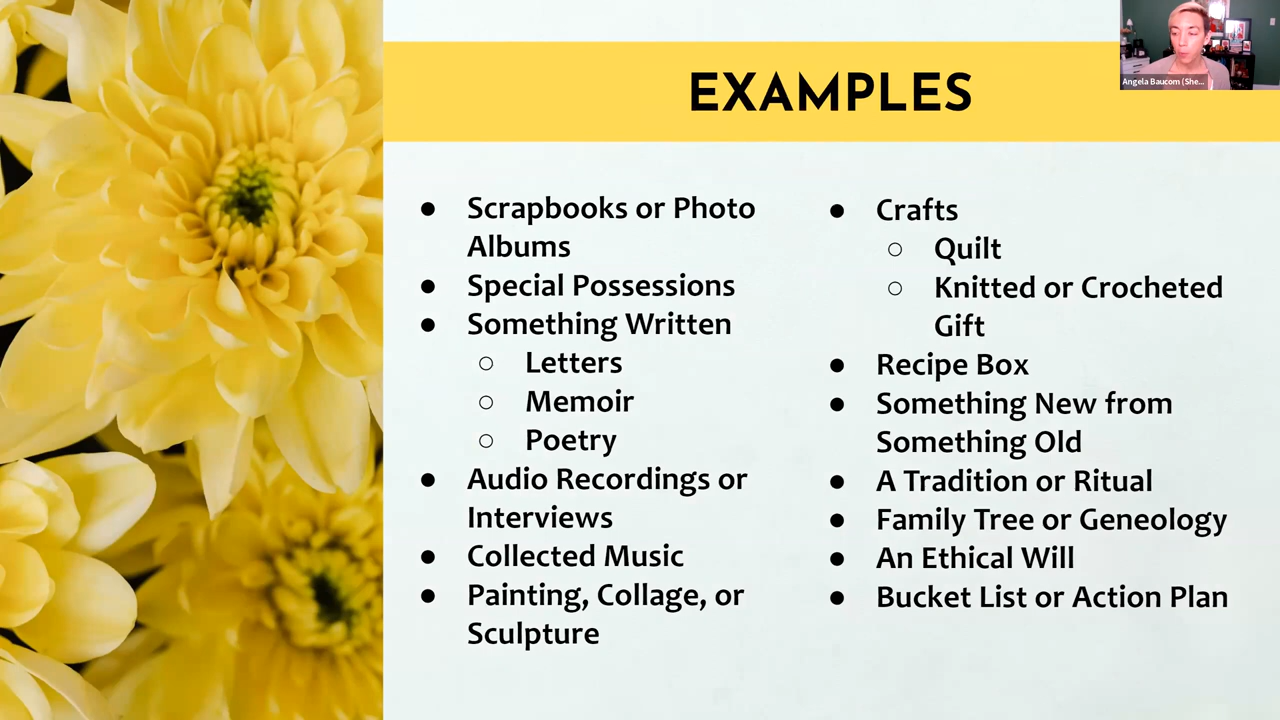 EXAMPLES
● Scrapbooks or Photo
Albums
● Special Possessions
● Something Written
○ Letters
○ Memoir
○ Poetry
● Audio Recordings or
Interviews
● Collected Music
● Painting, Collage, or
Sculpture
● Crafts
○ Quilt
○ Knitted or Crocheted
Gift
● Recipe Box
● Something New from
Something Old
● A Tradition or Ritual
● Family Tree or Geneology
● An Ethical Will
● Bucket List or Action Plan
Angela Baucom (She...